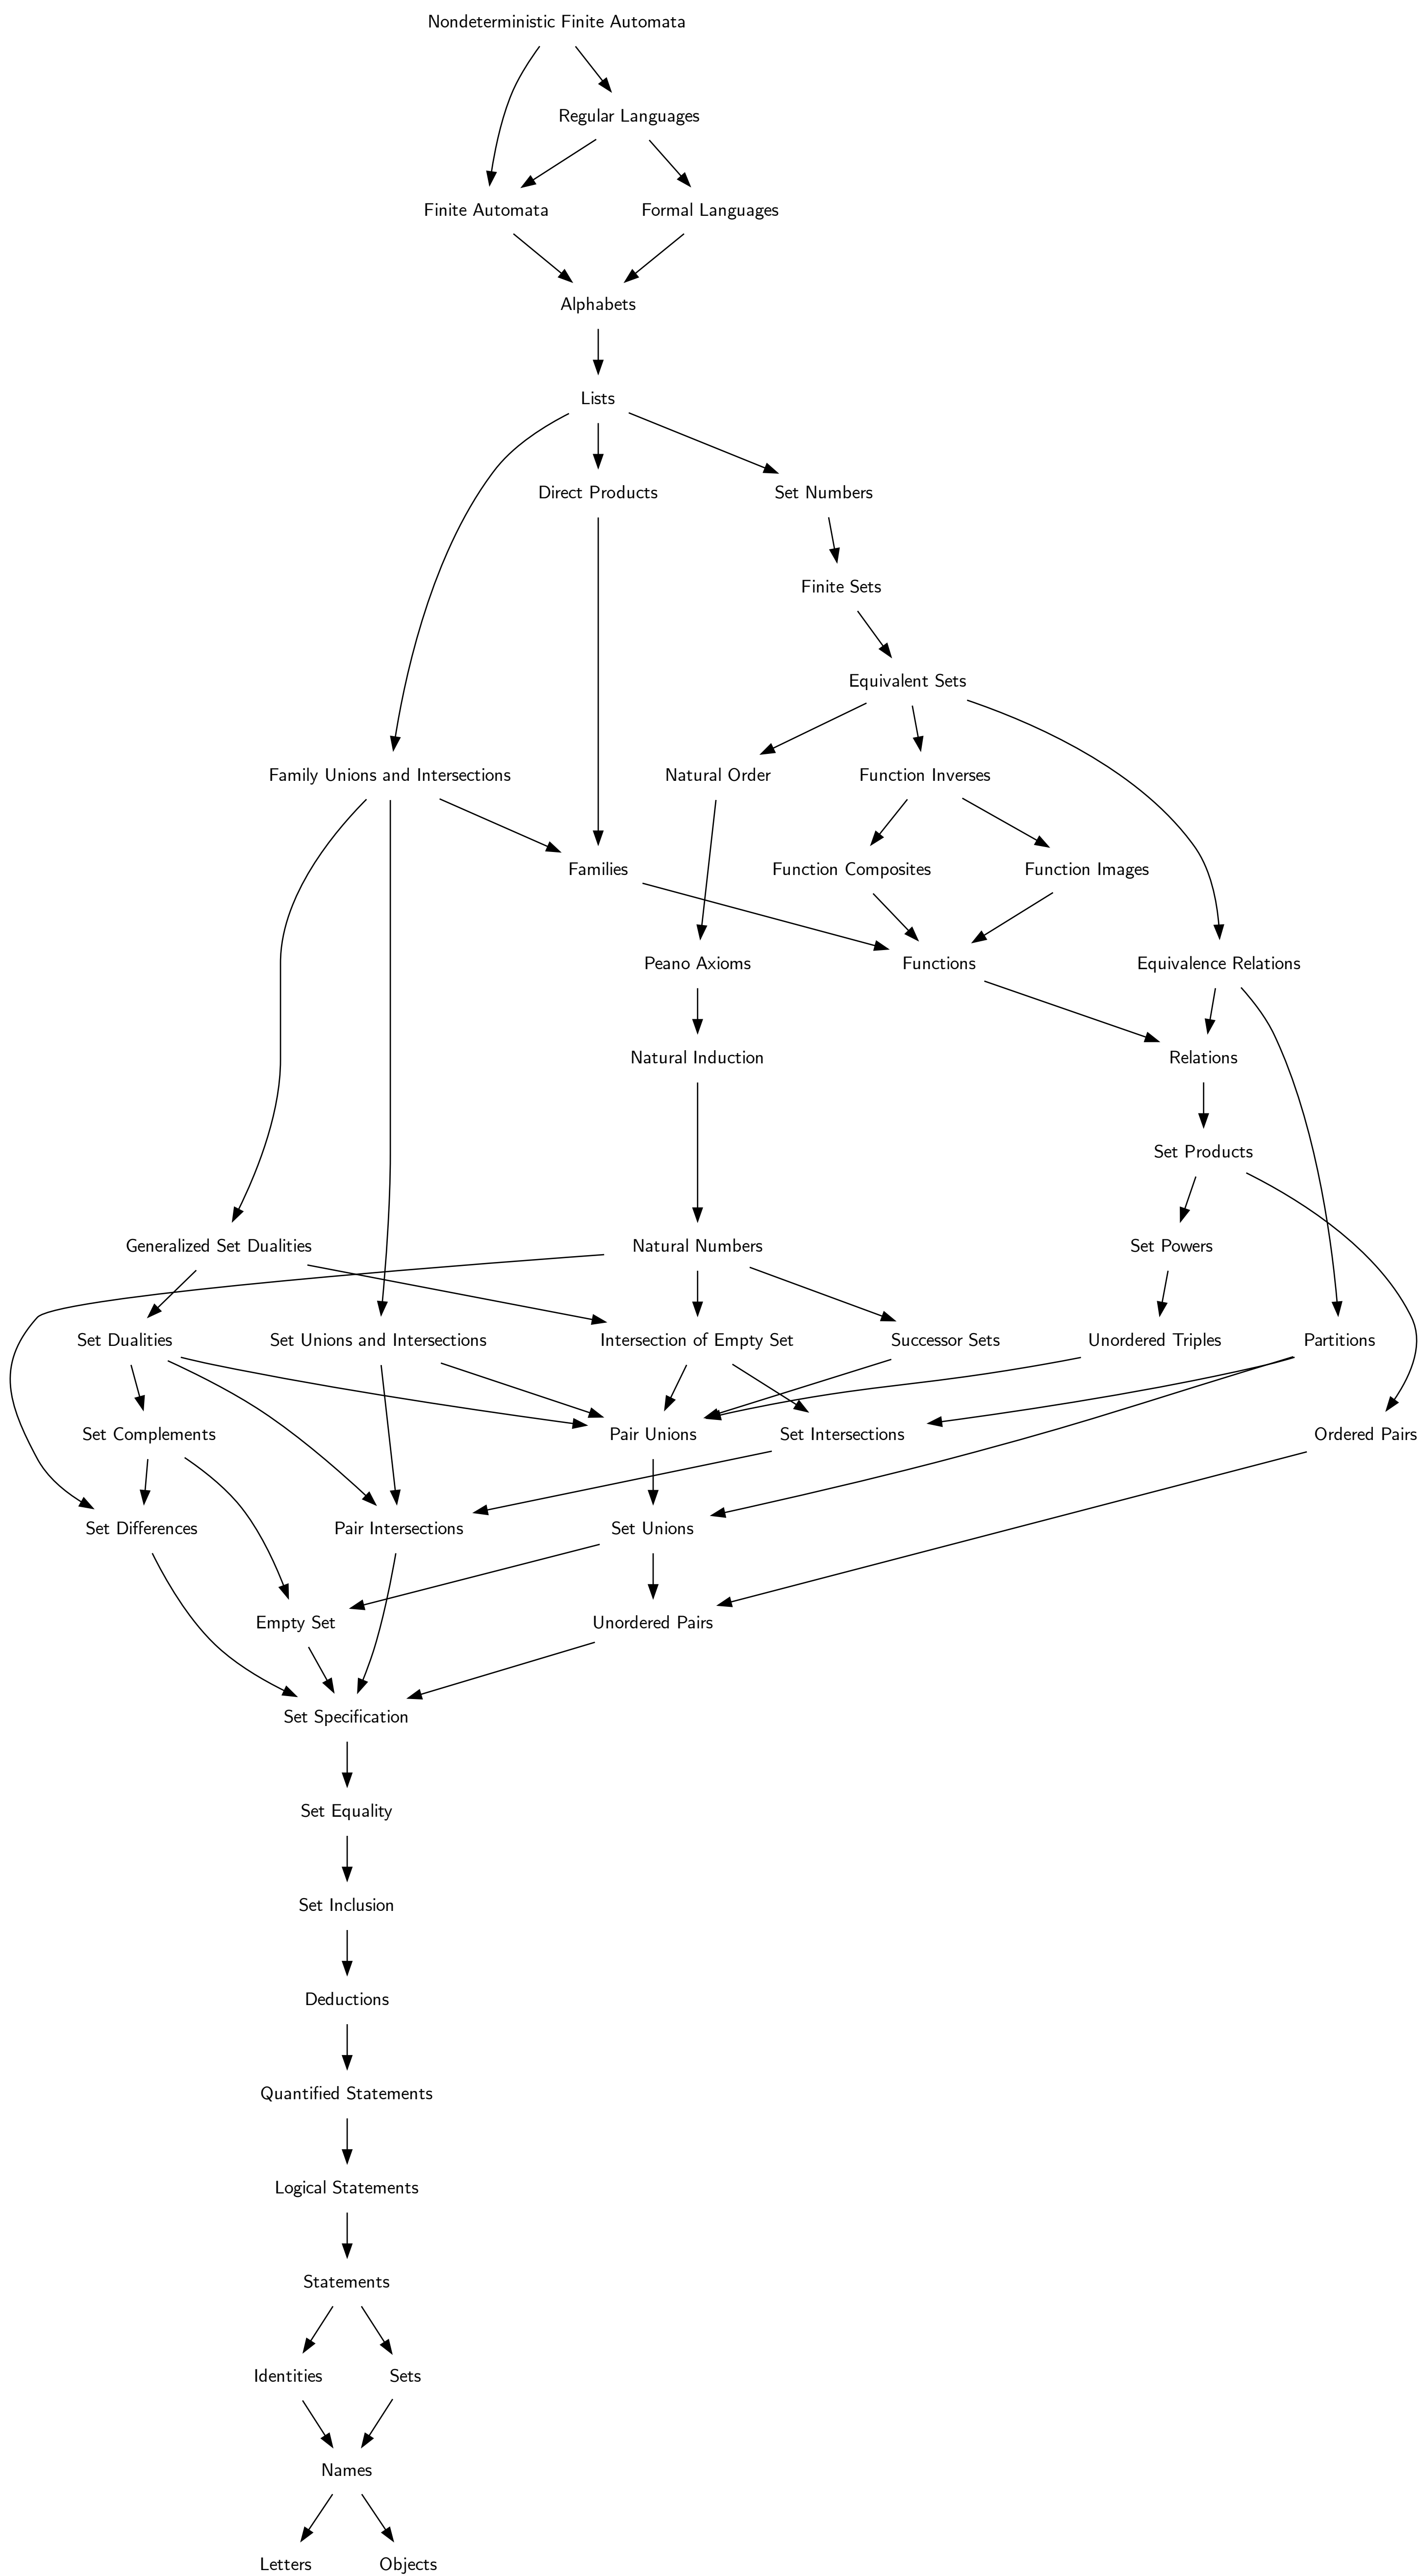 Nondeterministic Finite Automata
Regular Languages
Finite Automata
Formal Languages
Alphabets
Lists
Direct Products
Set Numbers
Finite Sets
Equivalent Sets
Family Unions and Intersections
Natural Order
Function Inverses
Families
Function Composites
Function Images
Peano Axioms
Functions
Equivalence Relations
Natural Induction
Relations
Set Products
Generalized Set Dualities
Natural Numbers
Set Powers
Set Dualities
Set Unions and Intersections
Intersection of Empty Set
Successor Sets
Unordered Triples
Partitions
Set Complements
Pair Unions
Set Intersections
Ordered Pairs
Set Differences
Pair Intersections
Set Unions
Empty Set
Unordered Pairs
Set Specification
Set Equality
Set Inclusion
Deductions
Quantified Statements
Logical Statements
Statements
Identities
Sets
Names
Letters
Objects